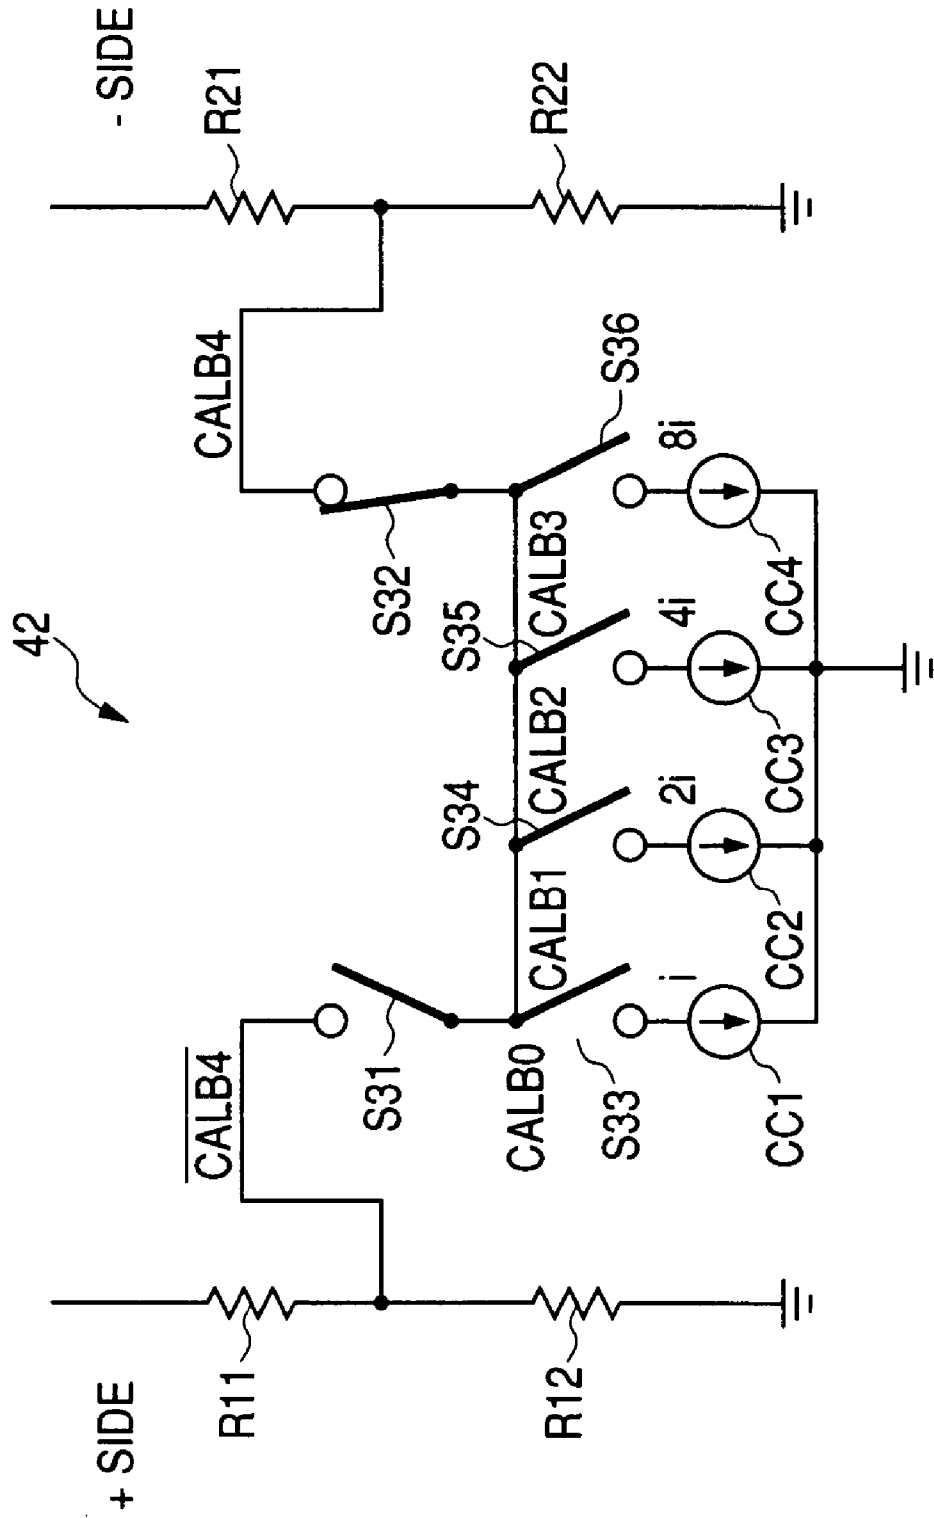 42
+ SIDE
- SIDE
R11
R21
CALB4
CALB4
S31
S32
R12
R22
S34
S35
CALB0
CALB1
CALB2
CALB3
S33
S36
i
2i
4i
8i
CC1
CC2
CC3
CC4